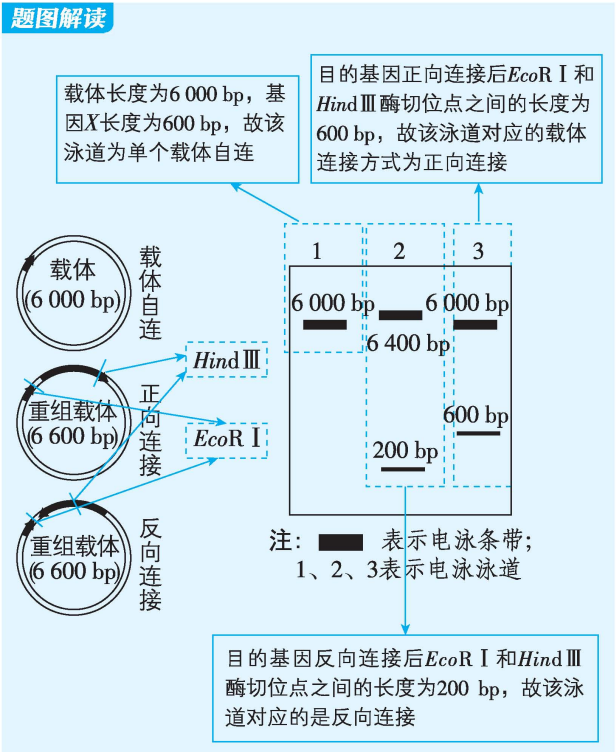 题图解读
载体长度为6 000 bp，基
因X长度为600 bp，故该
泳道为单个载体自连
目的基因正向连接后EcoRⅠ和
HindⅢ酶切位点之间的长度为
600 bp，故该泳道对应的载体
连接方式为正向连接
1 2 3
6 000 bp
6 400 bp
6 000 bp
600 bp
200 bp
载体
(6 000 bp)
载体自连
HindⅢ
重组载体
(6 600 bp)
正向连接
EcoRⅠ
重组载体
(6 600 bp)
反向连接
注：表示电泳条带；
1、2、3表示电泳泳道
目的基因反向连接后EcoRⅠ和HindⅢ
酶切位点之间的长度为200 bp，故该泳
道对应的是反向连接